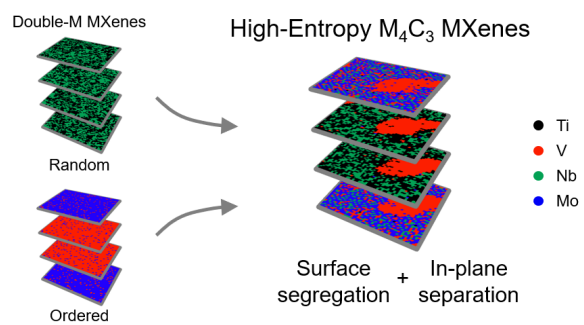 Double-M MXenes
High-Entropy M₄C₃ MXenes
Random
Ordered
Ti
V
Nb
Mo
Surface
segregation
+
In-plane
separation